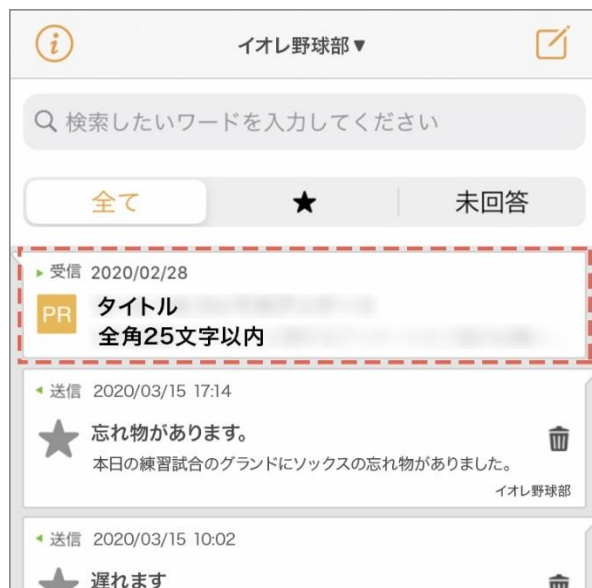 イオレ野球部▼
検索したいワードを入力してください
全て ★ 未回答
受信 2020/02/28
PR タイトル
全角25文字以内
送信 2020/03/15 17:14
忘れ物があります。
本日の練習試合のグランドにソックスの忘れ物がありました。
イオレ野球部
送信 2020/03/15 10:02
遅れます